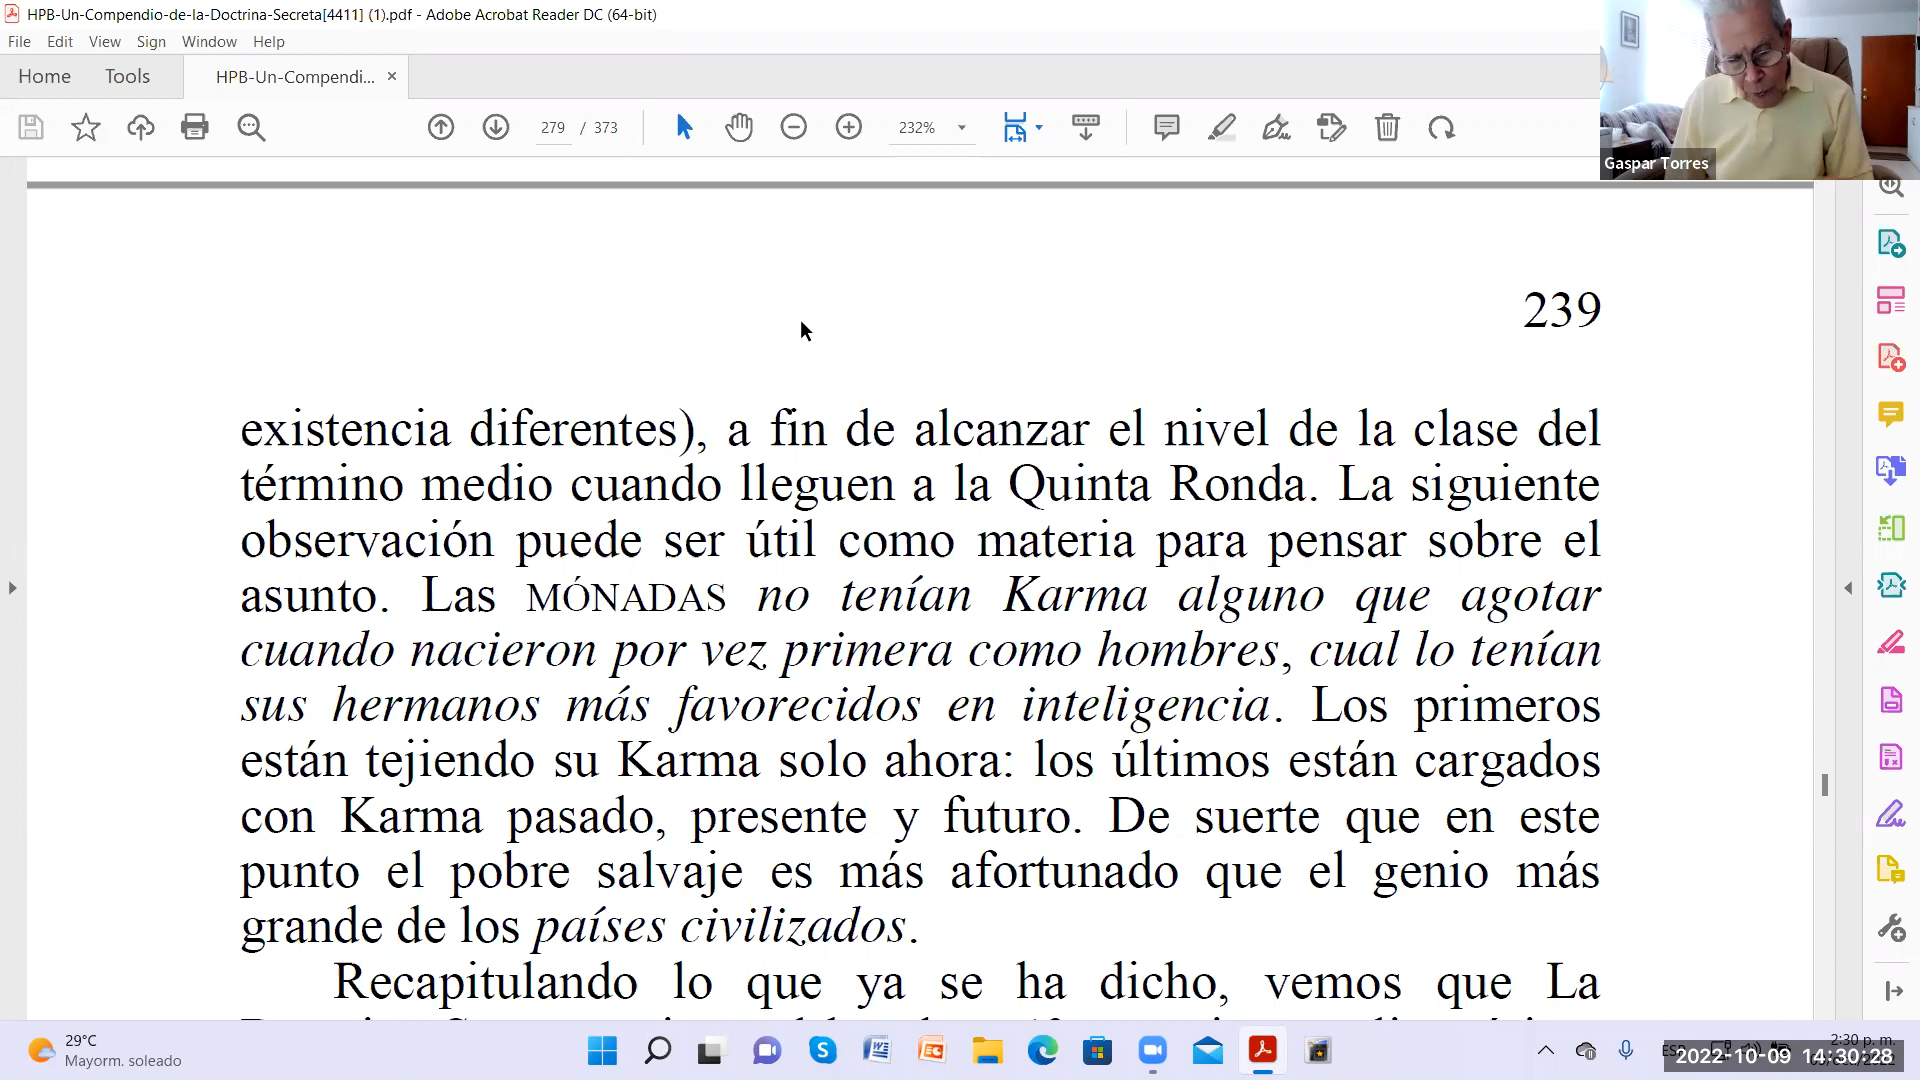 HPB-Un-Compendio-de-la-Doctrina-Secreta[4411] (1).pdf - Adobe Acrobat Reader DC (64-bit)
File Edit View Sign Window Help
Home Tools HPB-Un-Compendi... ×
279 / 373 232%
Gaspar Torres
239
existencia diferentes), a fin de alcanzar el nivel de la clase del
término medio cuando lleguen a la Quinta Ronda. La siguiente
observación puede ser útil como materia para pensar sobre el
asunto. Las MÓNADAS no tenían Karma alguno que agotar
cuando nacieron por vez primera como hombres, cual lo tenían
sus hermanos más favorecidos en inteligencia. Los primeros
están tejiendo su Karma solo ahora: los últimos están cargados
con Karma pasado, presente y futuro. De suerte que en este
punto el pobre salvaje es más afortunado que el genio más
grande de los países civilizados.
Recapitulando lo que ya se ha dicho, vemos que La
29°C
Mayorm. soleado
2:30 p. m.
2022-10-09 14:30:28